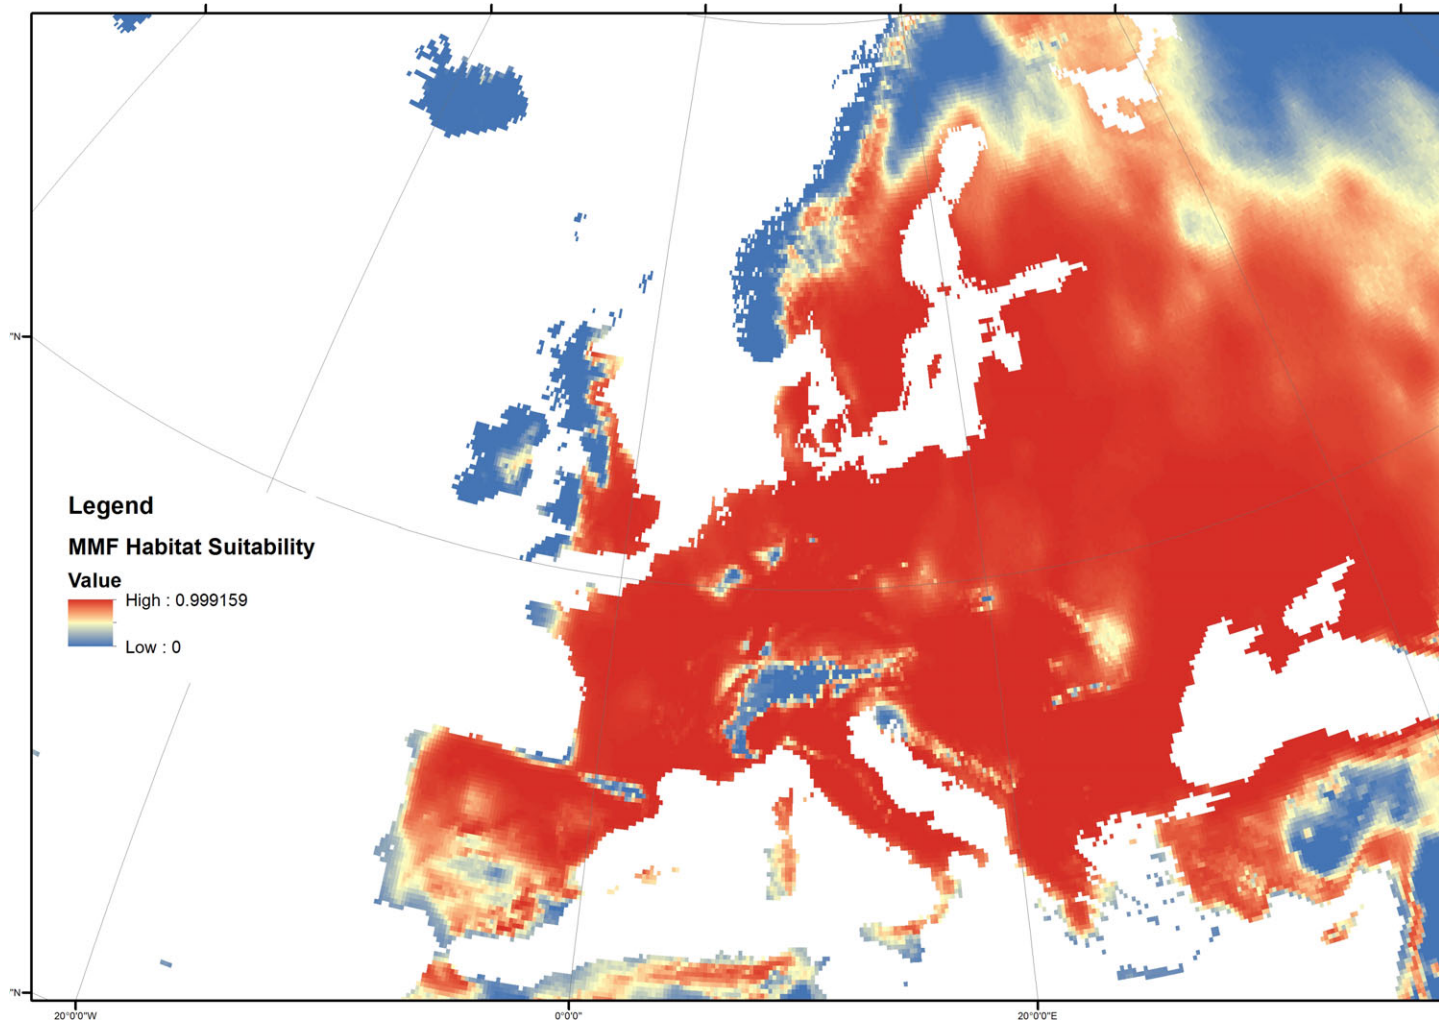 "N
Legend
MMF Habitat Suitability
Value
High : 0.999159
Low : 0
"N
20°0'0"W
0°0'0"
20°0'0"E